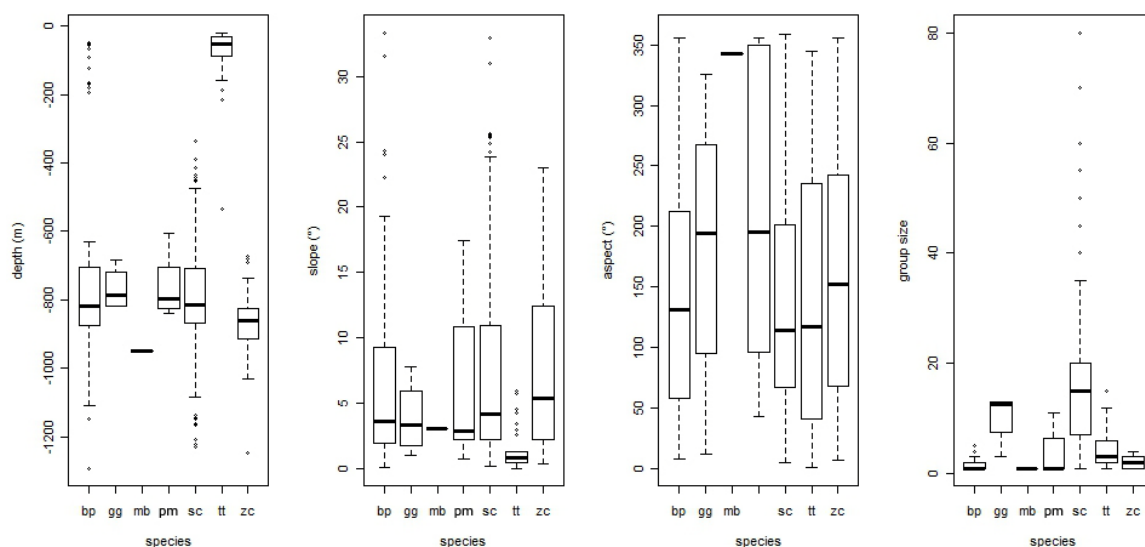 depth (m)
0
-200
-400
-600
-800
-1000
-1200
bp gg mb pm sc tt zc
species
slope (°)
30
25
20
15
10
5
0
bp gg mb pm sc tt zc
species
aspect (°)
350
300
250
200
150
100
50
0
bp gg mb sc tt zc
species
group size
80
60
40
20
0
bp gg mb pm sc tt zc
species